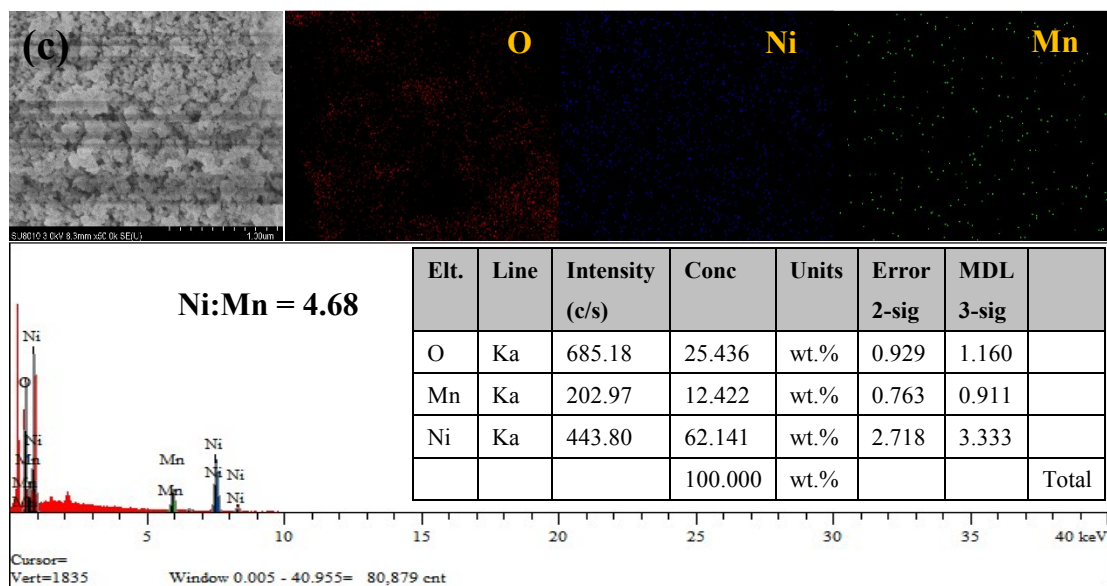 (c)
O
Ni
Mn
SU8010 3.0kV 8.3mm x50.0k SE(U) 1.00um
Ni:Mn = 4.68
Elt. Line Intensity (c/s) Conc Units Error 2-sig MDL 3-sig
O Ka 685.18 25.436 wt.% 0.929 1.160
Mn Ka 202.97 12.422 wt.% 0.763 0.911
Ni Ka 443.80 62.141 wt.% 2.718 3.333
100.000 wt.% Total
Ni
O
Ni
Mn
Mn
Mn
Mn
Ni
Ni
Ni
Ni
5 10 15 20 25 30 35 40 keV
Cursor=
Vert=1835 Window 0.005 - 40.955= 80,879 cnt